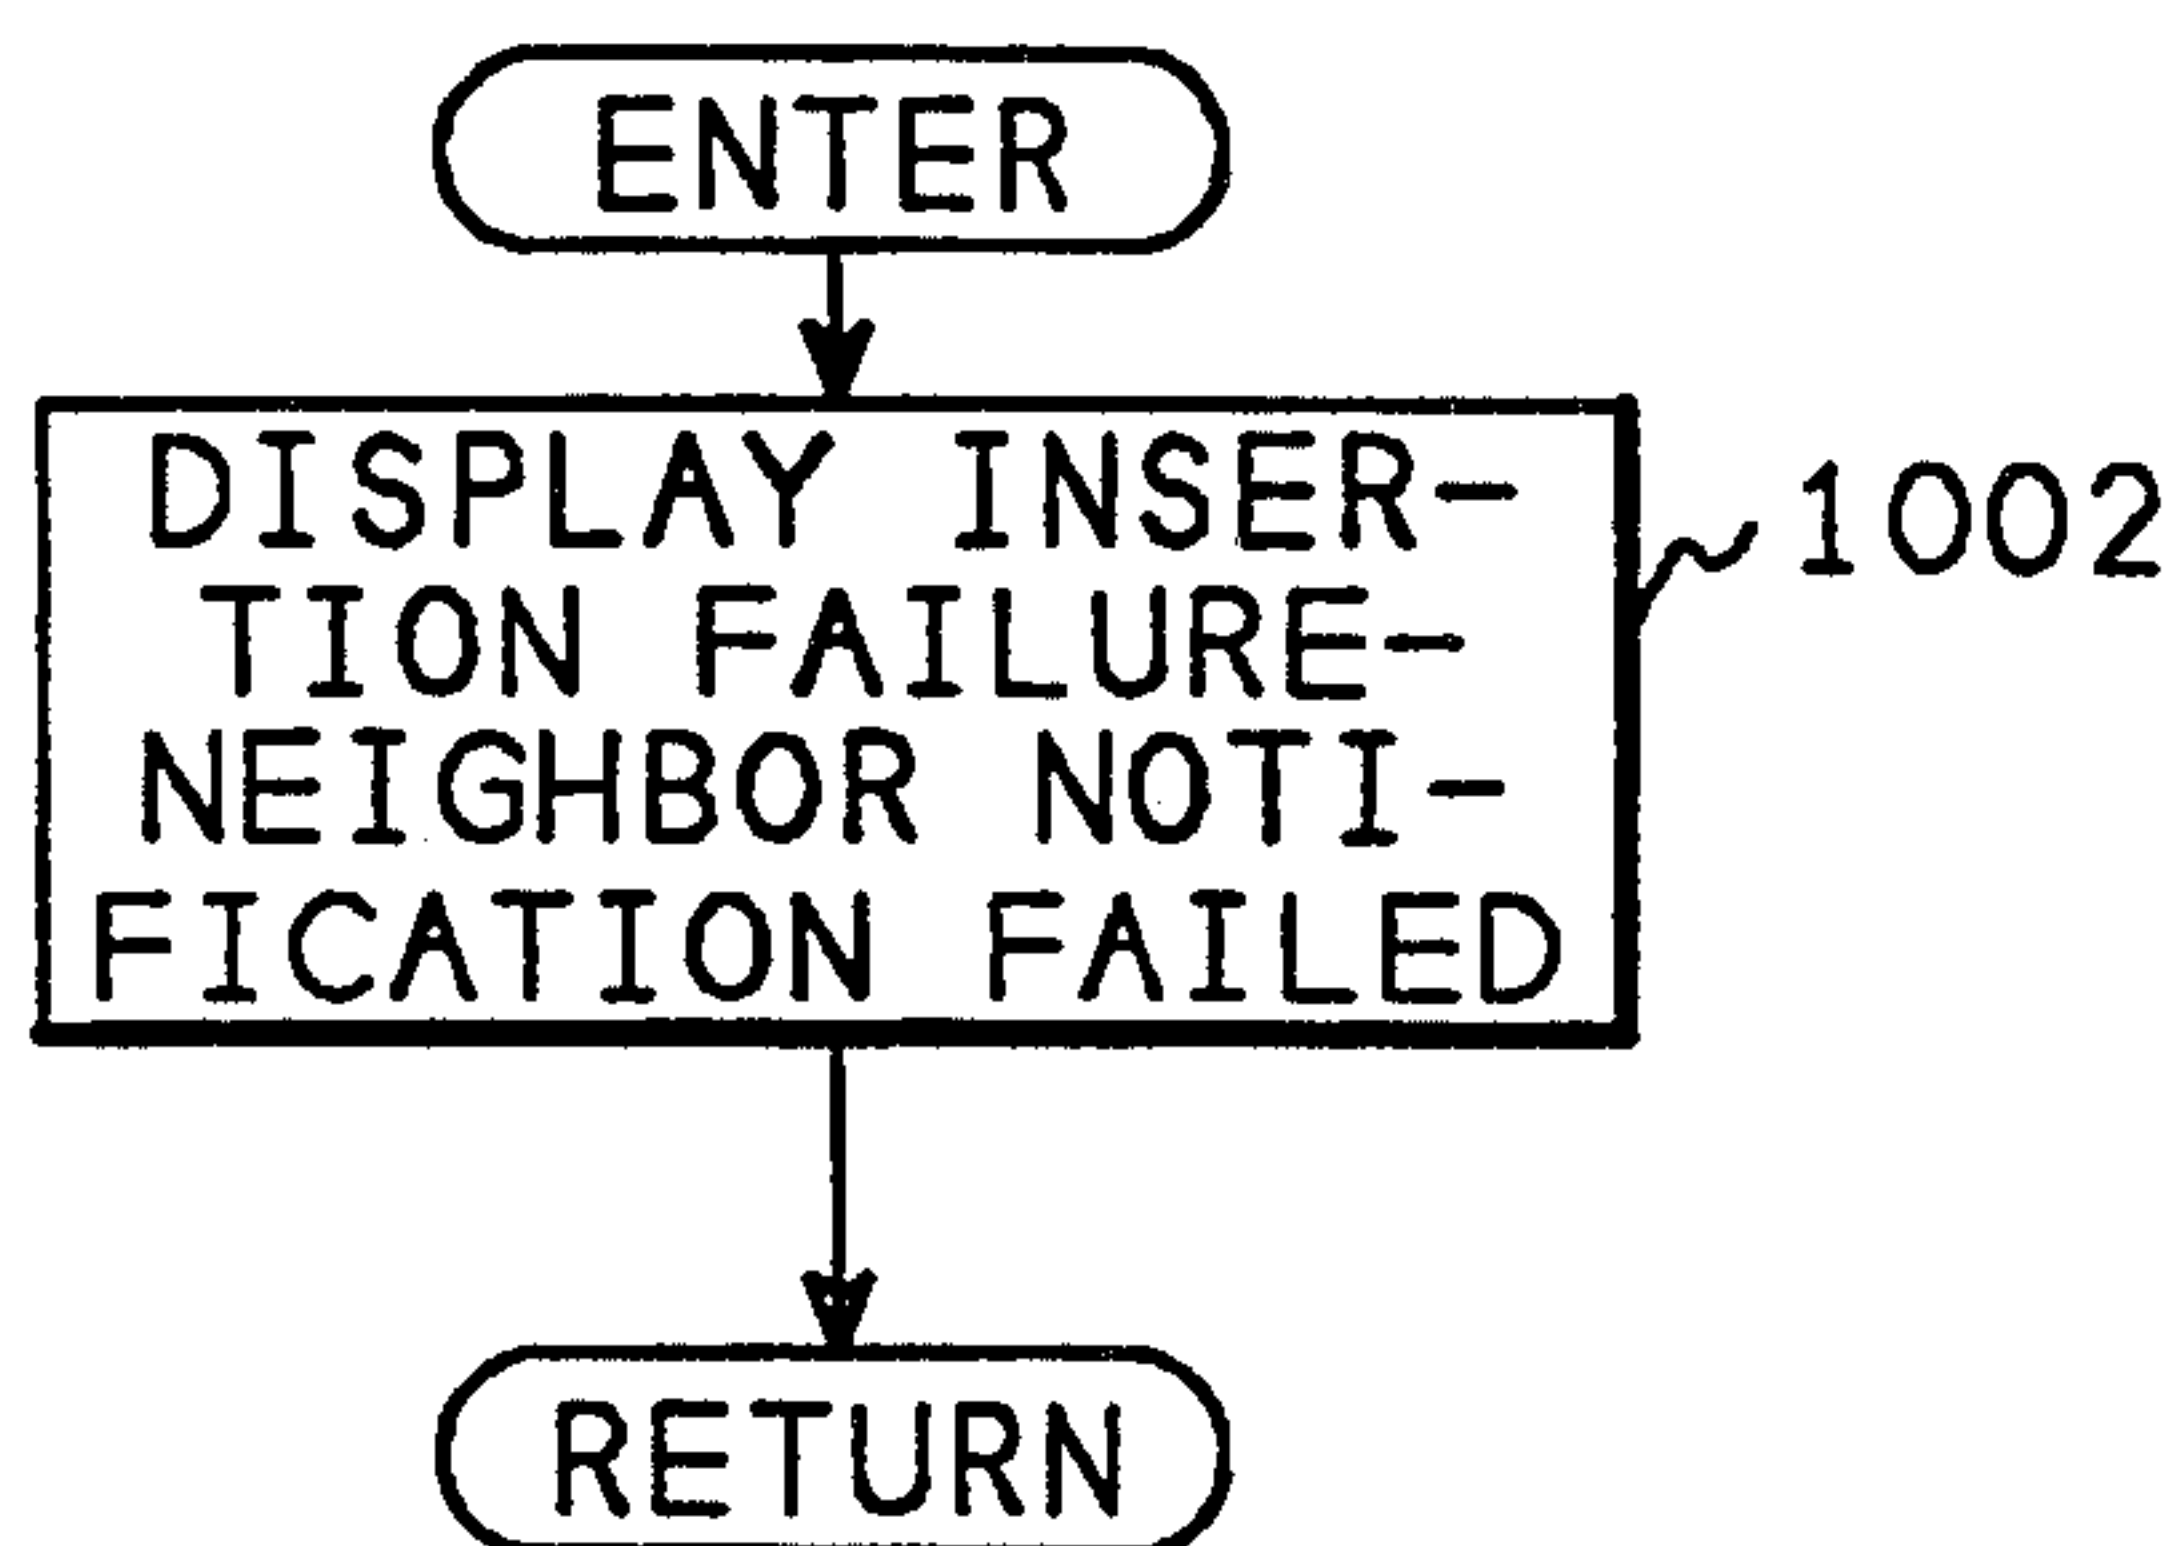 ENTER
DISPLAY INSER-
TION FAILURE-
NEIGHBOR NOTI-
FICATION FAILED
1002
RETURN